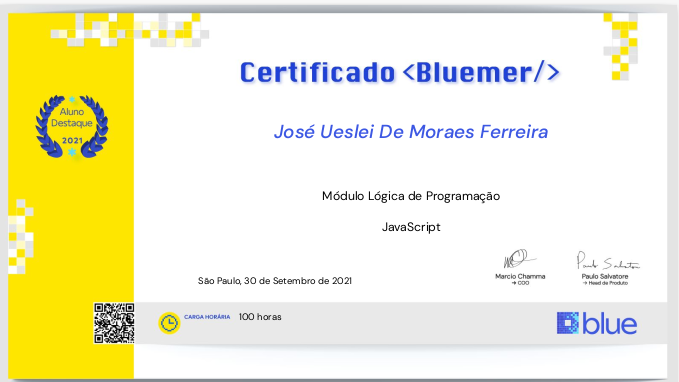 Certificado <Bluemer/>
Aluno
Destaque
2021
José Ueslei De Moraes Ferreira
Módulo Lógica de Programação
JavaScript
São Paulo, 30 de Setembro de 2021
Marcio Chamma
→ COO
Paulo Salvatore
→ Head de Produto
CARGA HORÁRIA 100 horas
blue